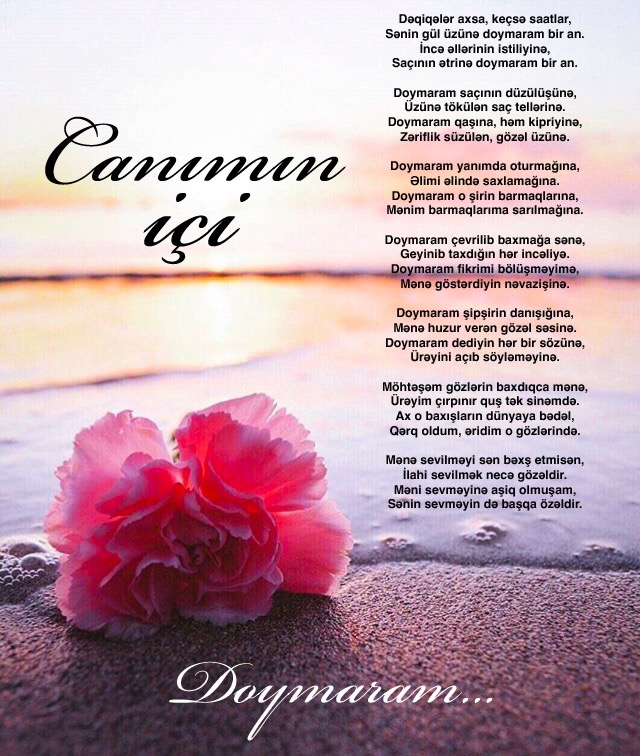 Canımın
içi
Dəqiqələr axsa, keçsə saatlar,
Sənin gül üzünə doymaram bir an.
İncə əllərinin istiliyinə,
Saçının ətrinə doymaram bir an.
Doymaram saçının düzülüşünə,
Üzünə tökülən saç tellərinə.
Doymaram qaşına, həm kipriyinə,
Zəriflik süzülən, gözəl üzünə.
Doymaram yanımda oturmağına,
Əlimi əlində saxlamağına.
Doymaram o şirin barmaqlarına,
Mənim barmaqlarıma sarılmağına.
Doymaram çevrilib baxmağa sənə,
Geyinib taxdığın hər incəliyə.
Doymaram fikrimi bölüşməyimə,
Mənə göstərdiyin nəvazişinə.
Doymaram şipşirin danışığına,
Mənə huzur verən gözəl səsinə.
Doymaram dediyin hər bir sözünə,
Ürəyini açıb söyləməyinə.
Möhtəşəm gözlərin baxdıqca mənə,
Ürəyim çırpınır quş tək sinəmdə.
Ax o baxışların dünyaya bədəl,
Qərq oldum, əridim o gözlərində.
Mənə sevilməyi sən bəxş etmisən,
İlahi sevilmək necə gözəldir.
Məni sevməyinə aşiq olmuşam,
Sənin sevməyin də başqa özəldir.
Doymaram...